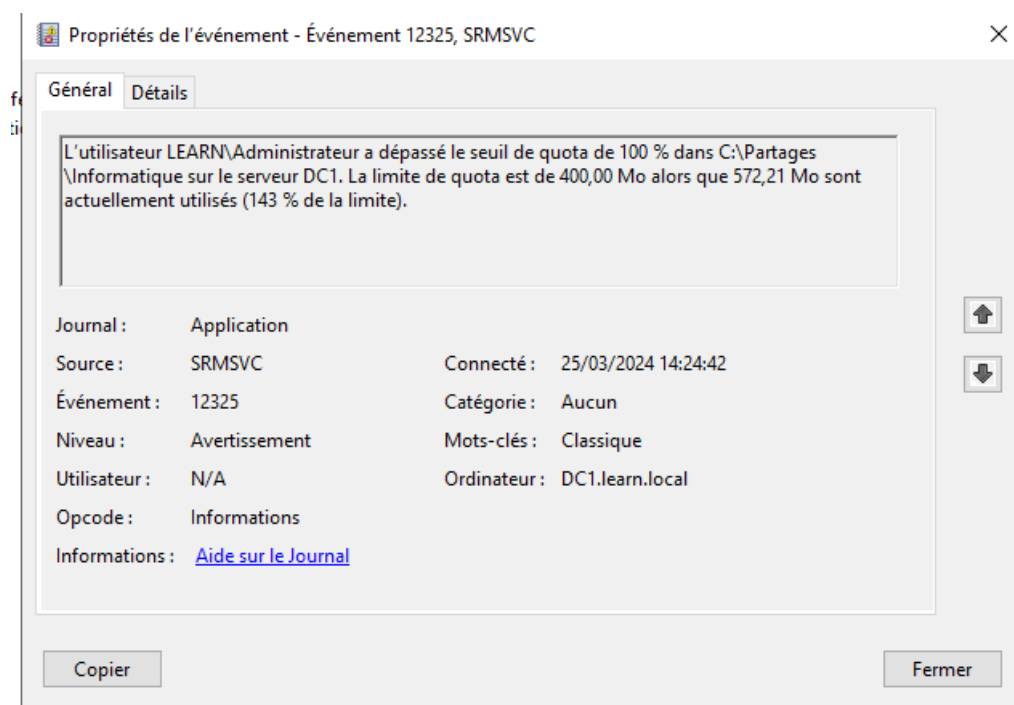 Propriétés de l'événement - Événement 12325, SRMSVC
Général Détails
L'utilisateur LEARN\Administrateur a dépassé le seuil de quota de 100 % dans C:\Partages
\Informatique sur le serveur DC1. La limite de quota est de 400,00 Mo alors que 572,21 Mo sont
actuellement utilisés (143 % de la limite).
Journal : Application
Source : SRMSVC Connecté : 25/03/2024 14:24:42
Événement : 12325 Catégorie : Aucun
Niveau : Avertissement Mots-clés : Classique
Utilisateur : N/A Ordinateur : DC1.learn.local
Opcode : Informations
Informations : Aide sur le Journal
Copier Fermer